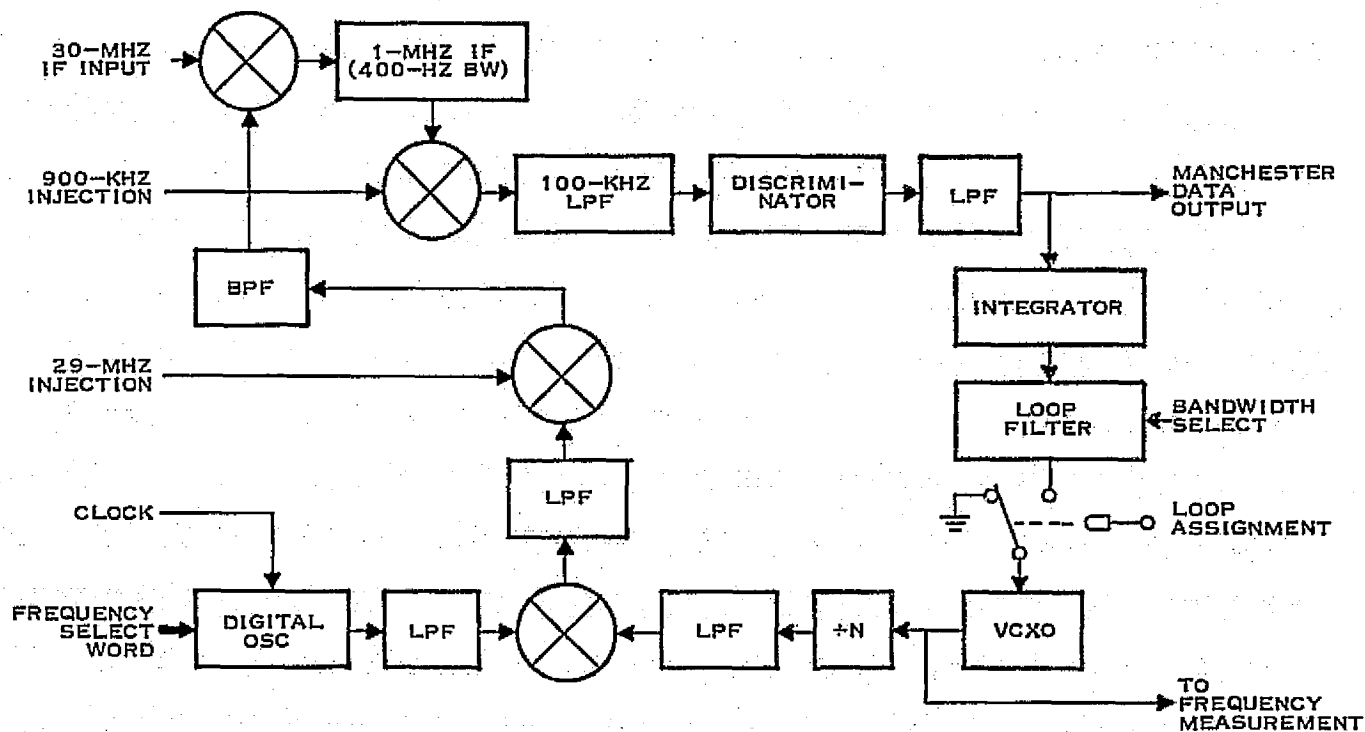 30-MHZ
IF INPUT
1-MHZ IF
(400-HZ BW)
900-KHZ
INJECTION
100-KHZ
LPF
DISCRIMI-
NATOR
LPF
MANCHESTER
DATA
OUTPUT
BPF
INTEGRATOR
29-MHZ
INJECTION
LOOP
FILTER
BANDWIDTH
SELECT
LPF
CLOCK
LOOP
ASSIGNMENT
FREQUENCY
SELECT
WORD
DIGITAL
OSC
LPF
LPF
÷N
VCXO
TO
FREQUENCY
MEASUREMENT